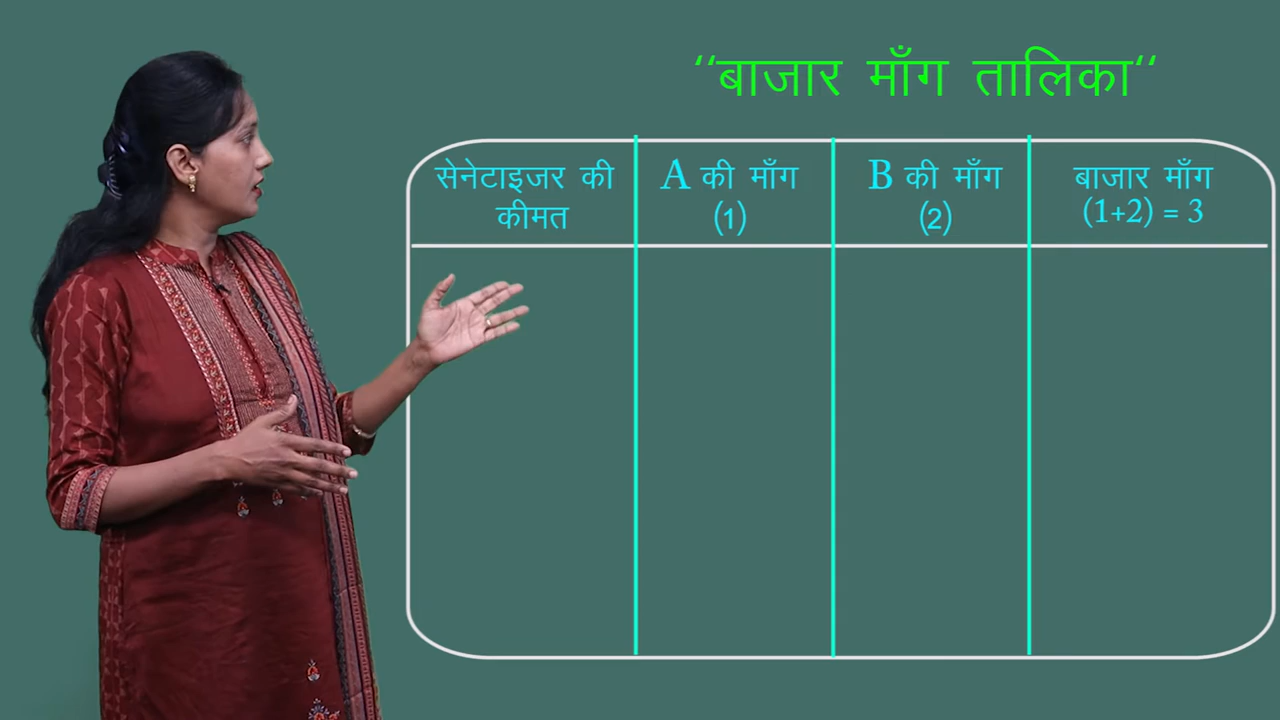 ‘‘बाजार माँग तालिका‘‘
सेनेटाइजर की
कीमत
A की माँग
(1)
B की माँग
(2)
बाजार माँग
(1+2) = 3